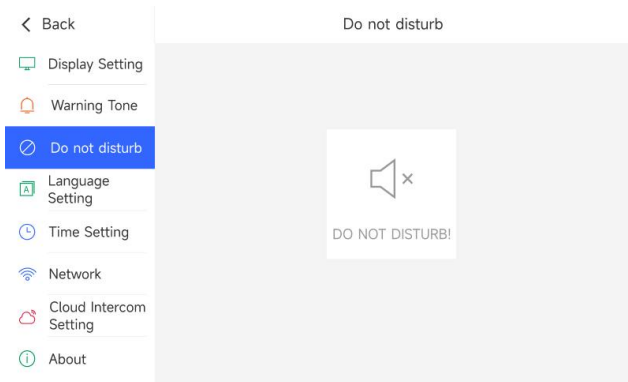 Back
Do not disturb
Display Setting
Warning Tone
Do not disturb
Language
Setting
Time Setting
Network
Cloud Intercom
Setting
About
A
DO NOT DISTURB!